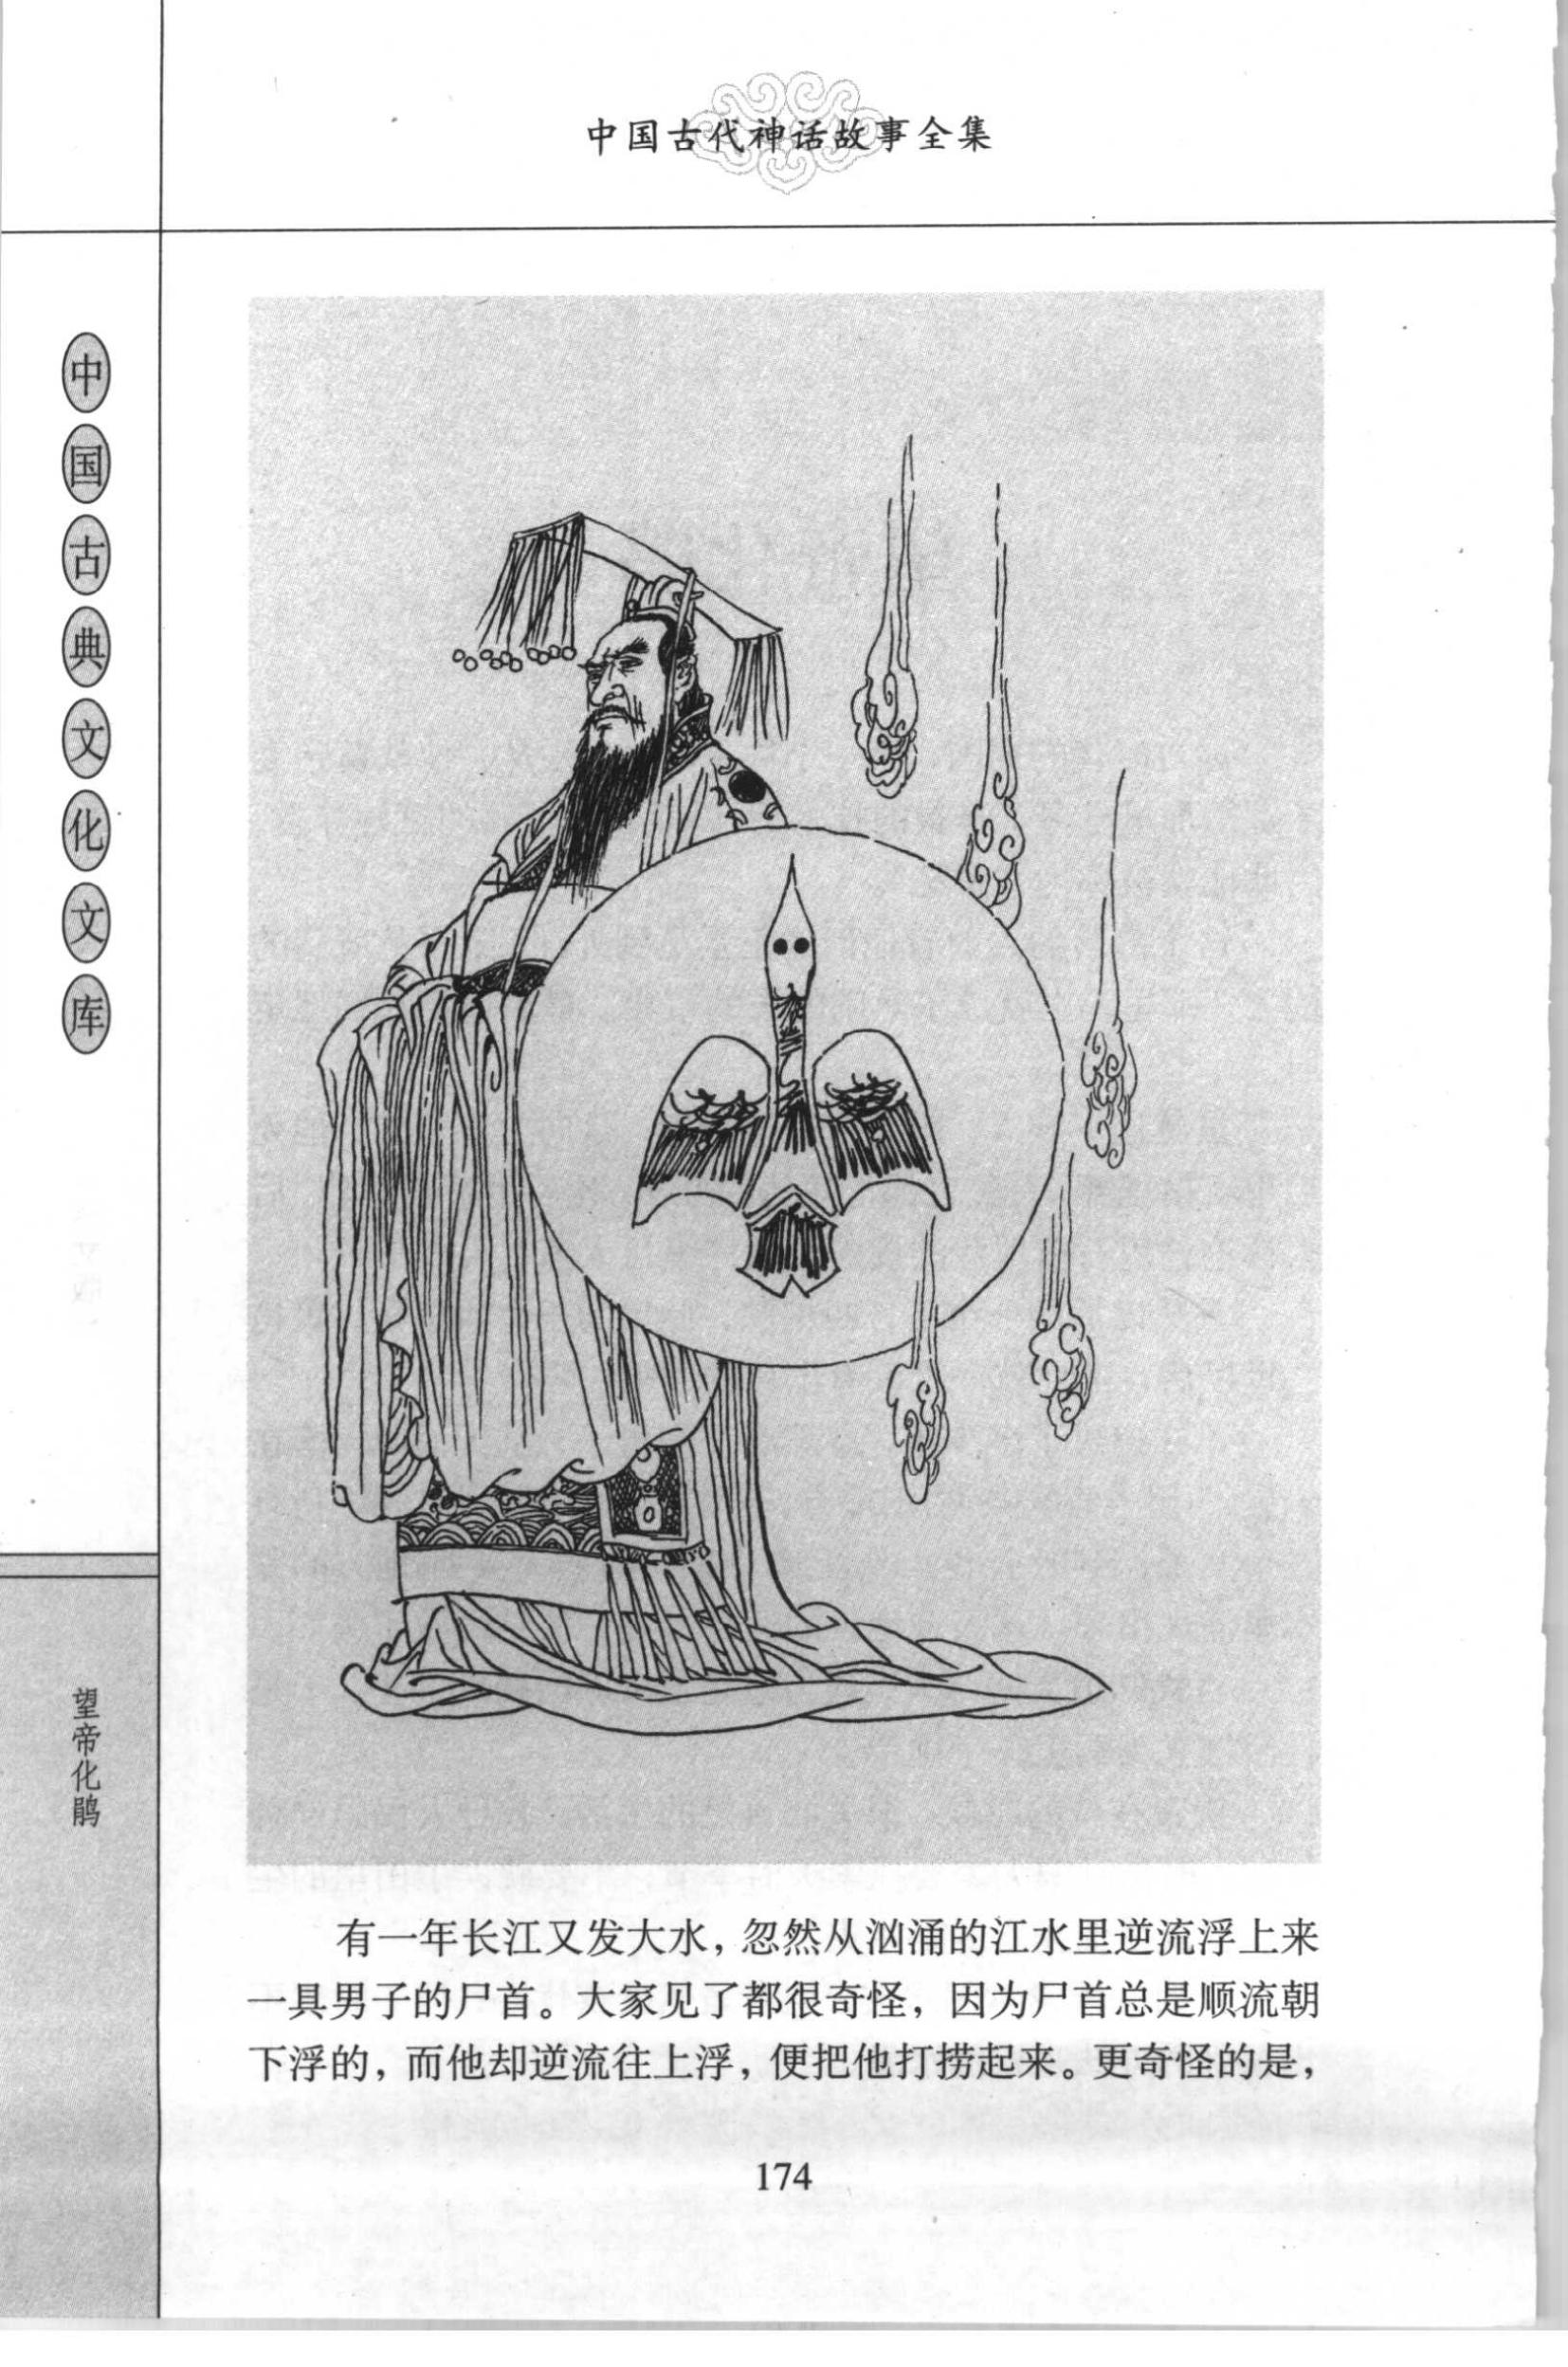 中国古代神话故事全集
中国古典文化文库
望帝化鹃
有一年长江又发大水，忽然从汹涌的江水里逆流浮上来
一具男子的尸首。大家见了都很奇怪，因为尸首总是顺流朝
下浮的，而他却逆流往上浮，便把他打捞起来。更奇怪的是，
174